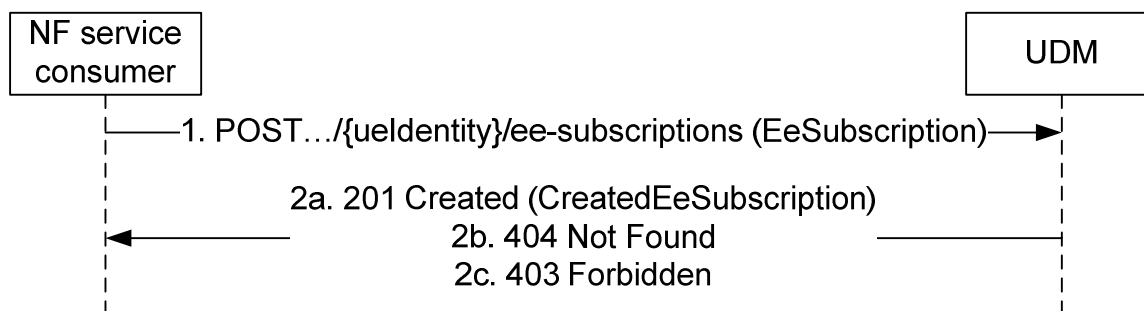 NF service
consumer
UDM
1. POST…/{ueIdentity}/ee-subscriptions (EeSubscription)
2a. 201 Created (CreatedEeSubscription)
2b. 404 Not Found
2c. 403 Forbidden